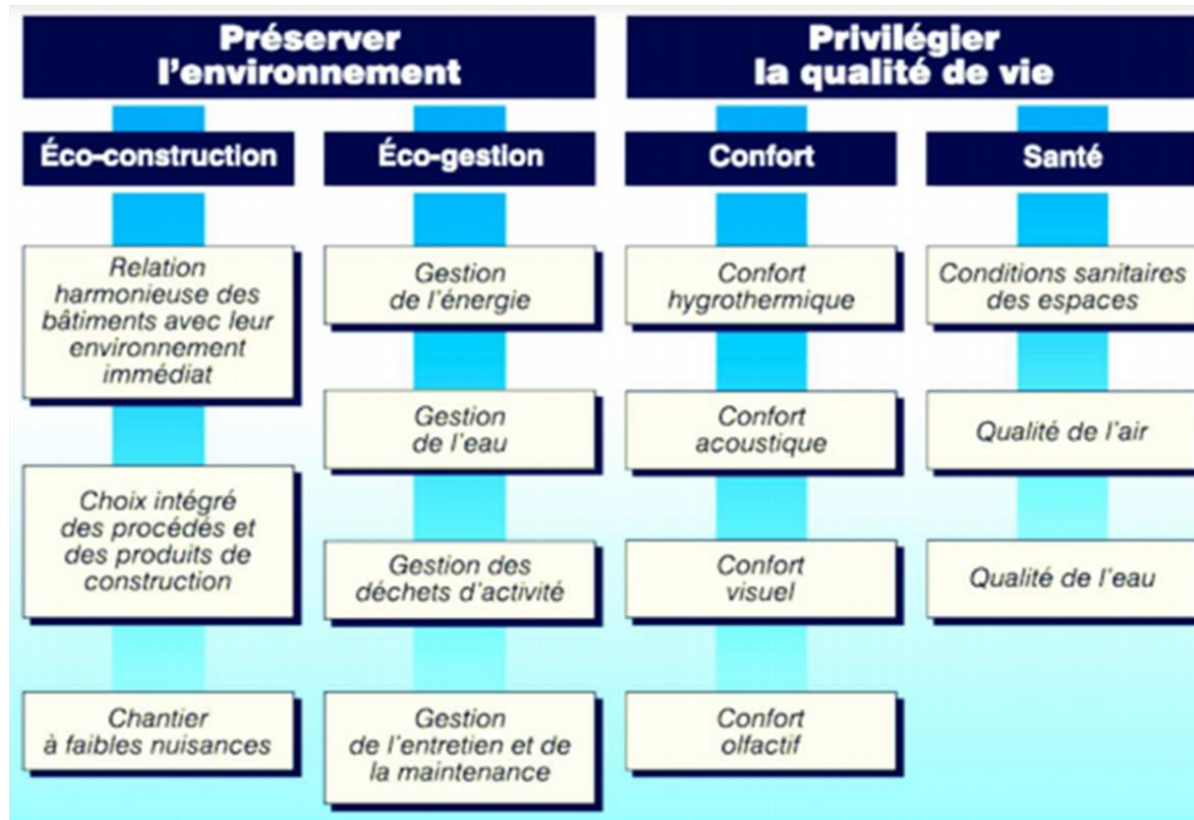 Préserver
l'environnement
Privilégier
la qualité de vie
Éco-construction
Éco-gestion
Confort
Santé
Relation
harmonieuse des
bâtiments avec leur
environnement
immédiat
Choix intégré
des procédés et
des produits de
construction
Chantier
à faibles nuisances
Gestion
de l'énergie
Gestion
de l'eau
Gestion des
déchets d'activité
Gestion
de l'entretien et de
la maintenance
Confort
hygrothermique
Confort
acoustique
Confort
visuel
Confort
olfactif
Conditions sanitaires
des espaces
Qualité de l'air
Qualité de l'eau